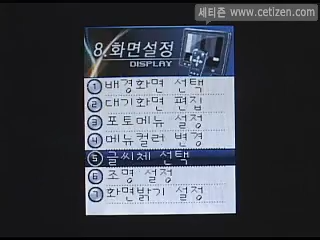 세티즌 www.cetizen.com
8.화면설정
DISPLAY
1 배경화면 선택
2 대기화면 편집
3 포토메뉴 설정
4 메뉴컬러 변경
5 글씨체 선택
6 조명 설정
7 화면밝기 설정